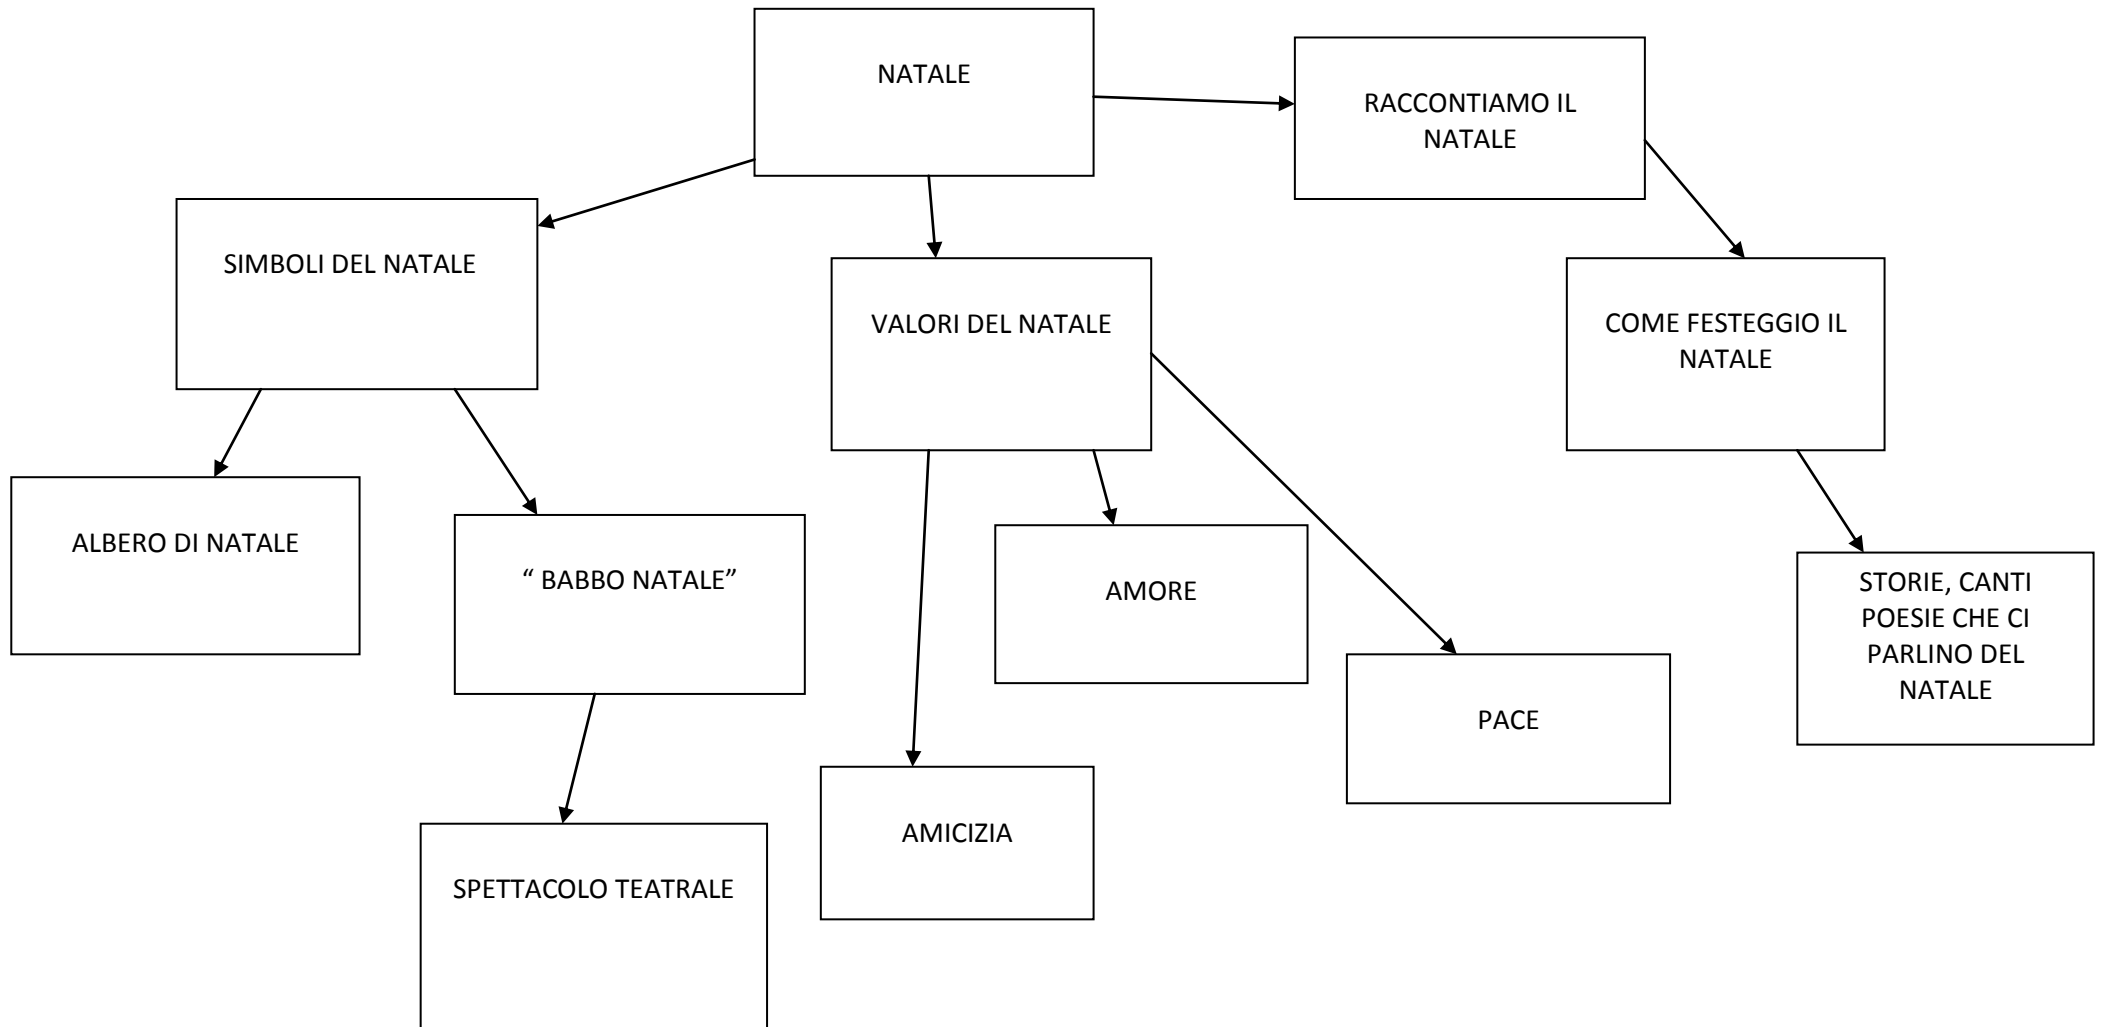 NATALE
RACCONTIAMO IL
NATALE
SIMBOLI DEL NATALE
VALORI DEL NATALE
COME FESTEGGIO IL
NATALE
ALBERO DI NATALE
“ BABBO NATALE”
AMORE
STORIE, CANTI
POESIE CHE CI
PARLINO DEL
NATALE
PACE
AMICIZIA
SPETTACOLO TEATRALE